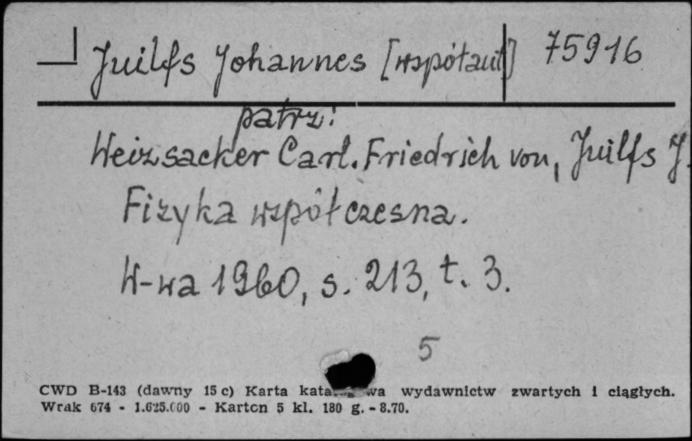 Juilfs Johannes [współaut] 75916
patrz:
Weizsacker Carl. Friedrich von, Juilfs J.
Fizyka współczesna.
W-wa 1960, s. 213, t. 3.
5
CWD B-143 (dawny 15 c) Karta wydawnictw zwartych i ciągłych.
Wrak 674 - 1.625.000 - Karton 5 kl. 180 g. - 8.70.